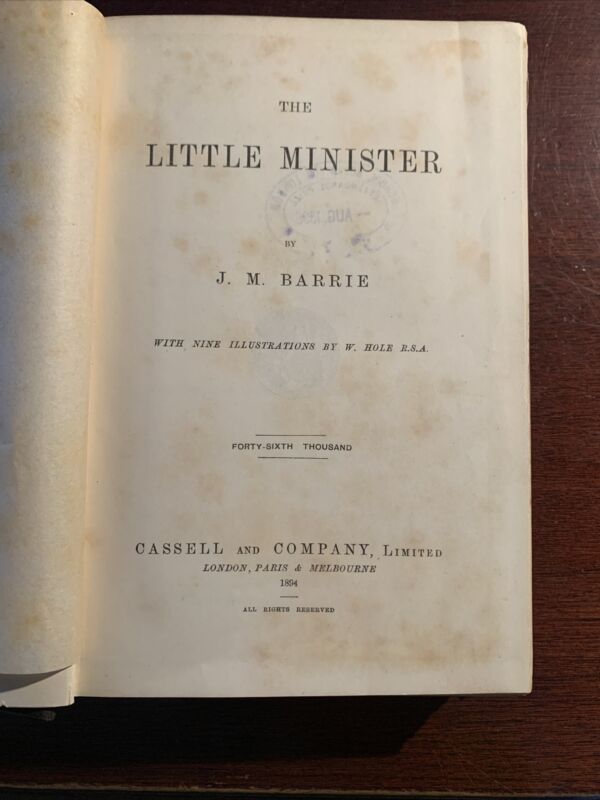 THE
LITTLE MINISTER
BY
J. M. BARRIE
WITH NINE ILLUSTRATIONS BY W. HOLE R.S.A.
FORTY-SIXTH THOUSAND
CASSELL AND COMPANY, LIMITED
LONDON, PARIS & MELBOURNE
1894
ALL RIGHTS RESERVED